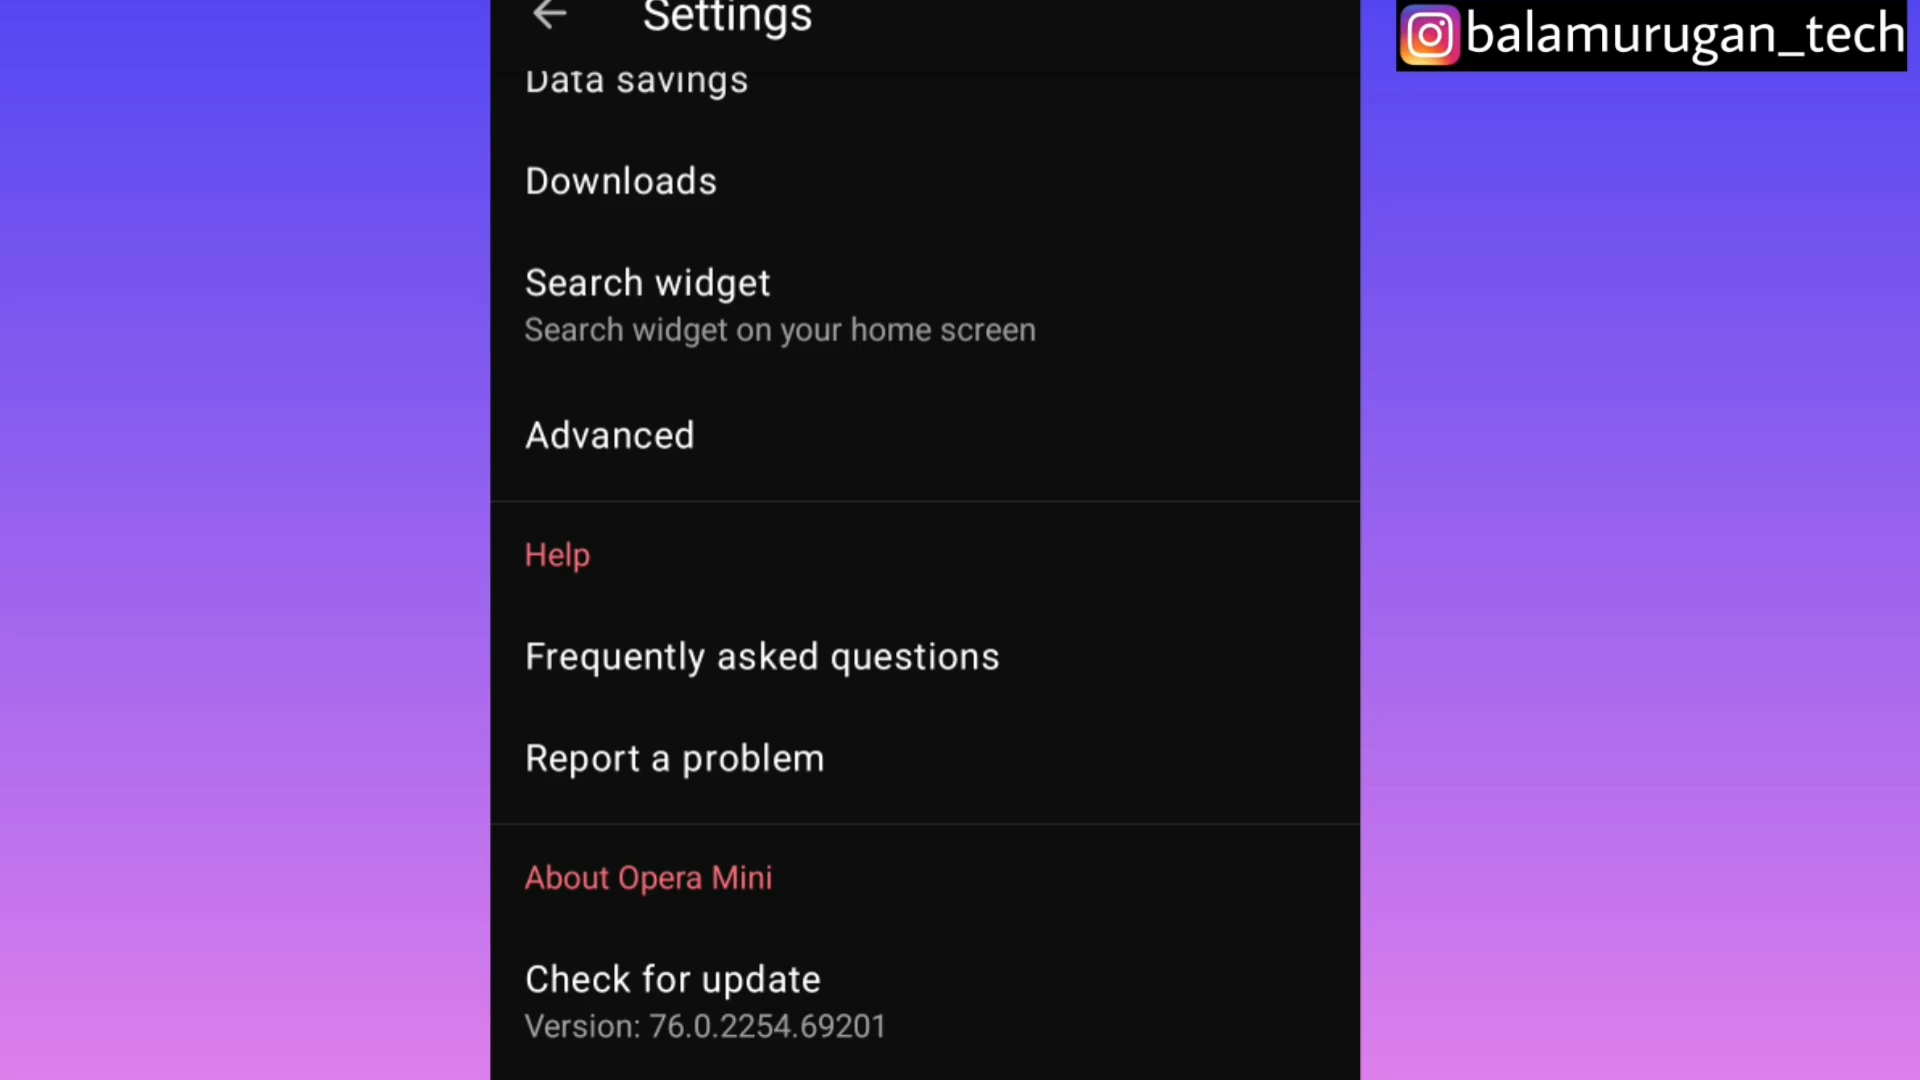 Settings
balamurugan_tech
Data savings
Downloads
Search widget
Search widget on your home screen
Advanced
Help
Frequently asked questions
Report a problem
About Opera Mini
Check for update
Version: 76.0.2254.69201